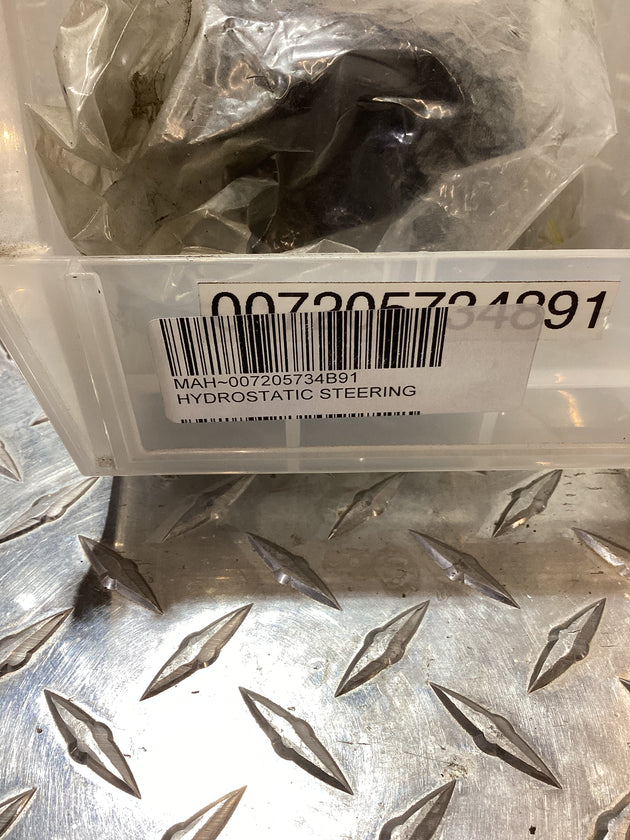 007205734891
MAH~007205734B91
HYDROSTATIC STEERING